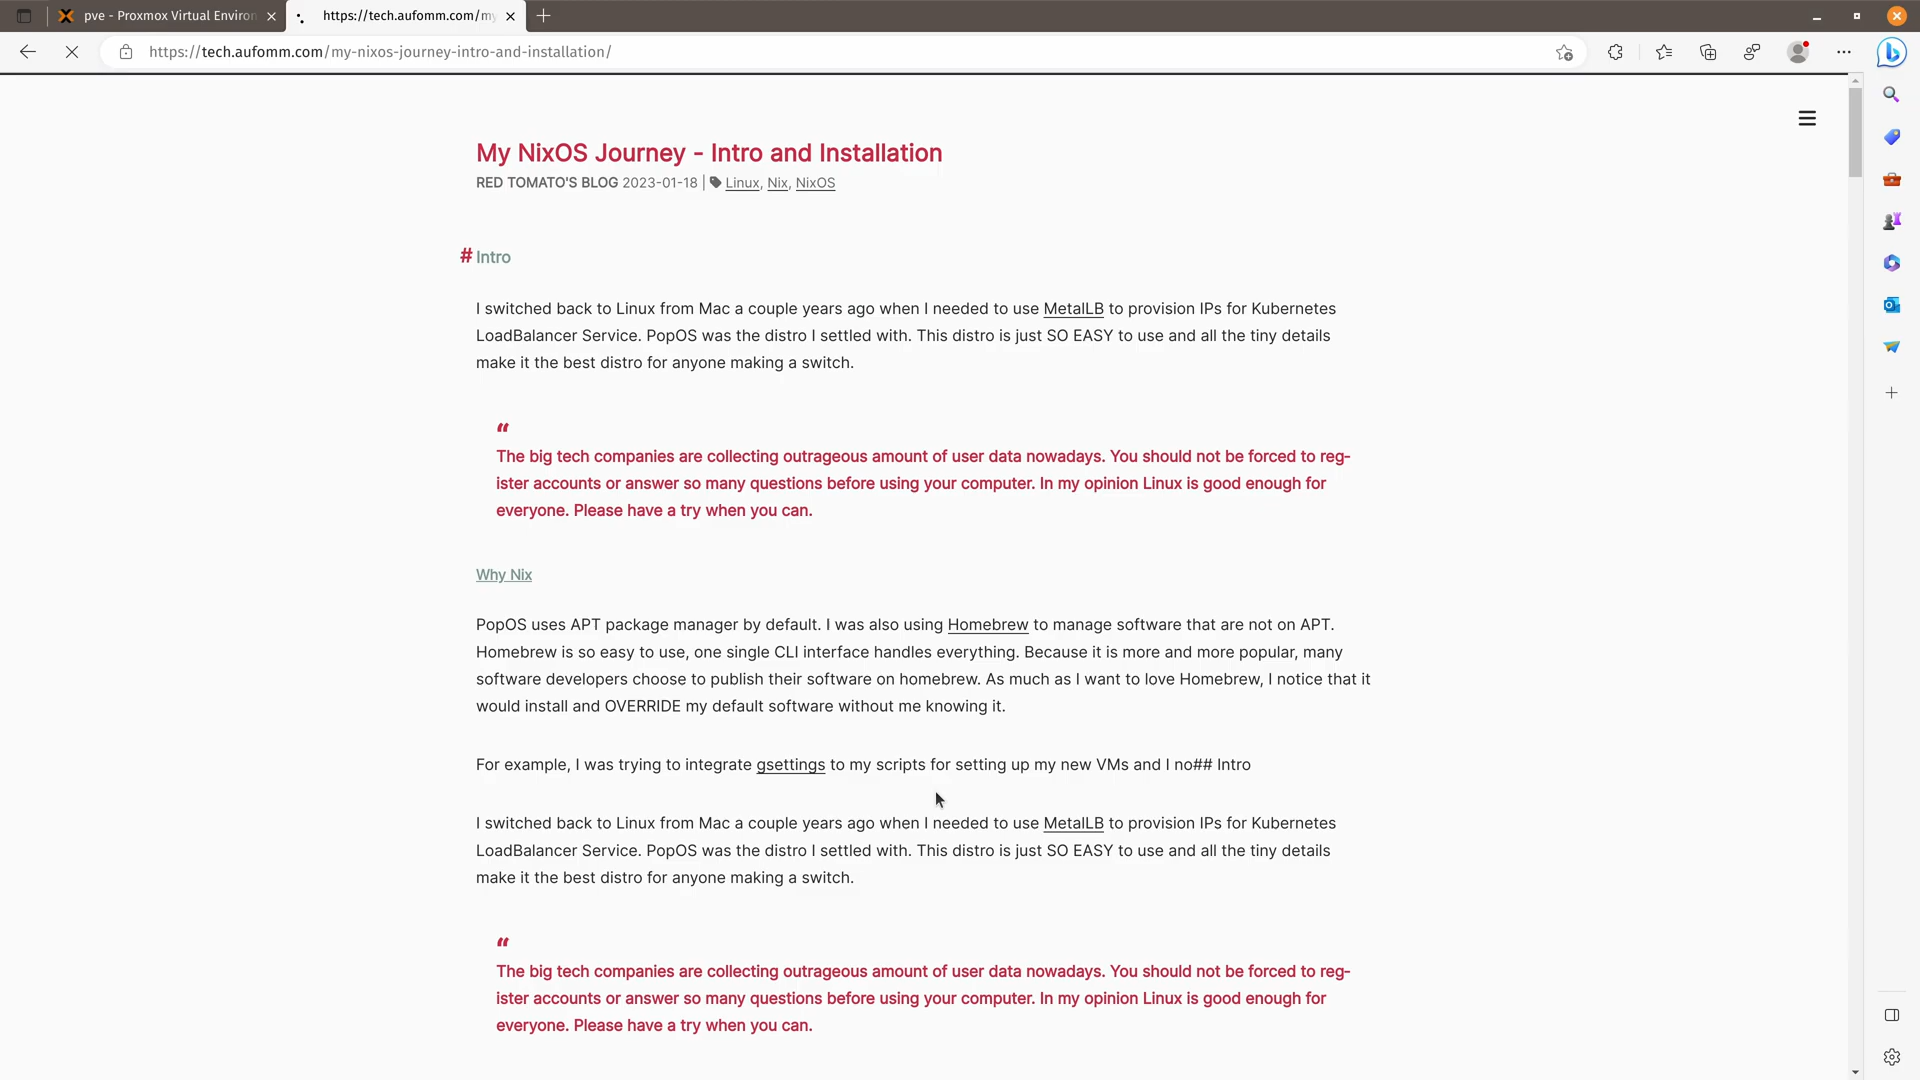 pve - Proxmox Virtual Environ
https://tech.aufomm.com/my
https://tech.aufomm.com/my-nixos-journey-intro-and-installation/
My NixOS Journey - Intro and Installation
RED TOMATO'S BLOG 2023-01-18 | Linux, Nix, NixOS
# Intro
I switched back to Linux from Mac a couple years ago when I needed to use MetalLB to provision IPs for Kubernetes
LoadBalancer Service. PopOS was the distro I settled with. This distro is just SO EASY to use and all the tiny details
make it the best distro for anyone making a switch.
“
The big tech companies are collecting outrageous amount of user data nowadays. You should not be forced to reg-
ister accounts or answer so many questions before using your computer. In my opinion Linux is good enough for
everyone. Please have a try when you can.
Why Nix
PopOS uses APT package manager by default. I was also using Homebrew to manage software that are not on APT.
Homebrew is so easy to use, one single CLI interface handles everything. Because it is more and more popular, many
software developers choose to publish their software on homebrew. As much as I want to love Homebrew, I notice that it
would install and OVERRIDE my default software without me knowing it.
For example, I was trying to integrate gsettings to my scripts for setting up my new VMs and I no## Intro
I switched back to Linux from Mac a couple years ago when I needed to use MetalLB to provision IPs for Kubernetes
LoadBalancer Service. PopOS was the distro I settled with. This distro is just SO EASY to use and all the tiny details
make it the best distro for anyone making a switch.
“
The big tech companies are collecting outrageous amount of user data nowadays. You should not be forced to reg-
ister accounts or answer so many questions before using your computer. In my opinion Linux is good enough for
everyone. Please have a try when you can.